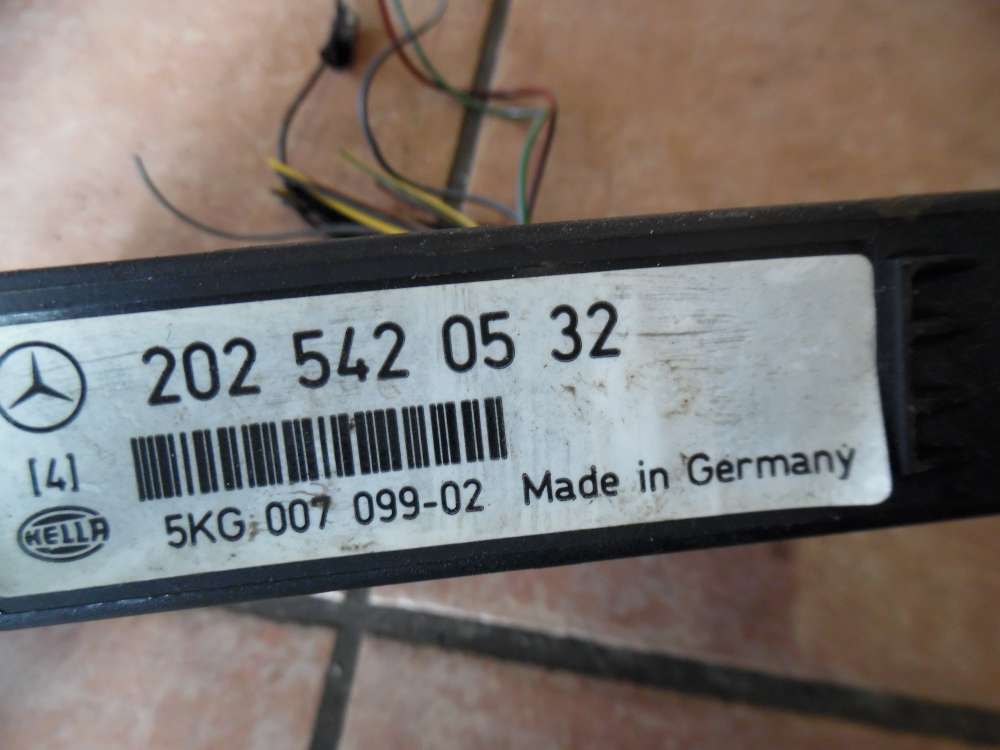 202 542 05 32
[4]
5KG 007 099-02 Made in Germany
HELLA